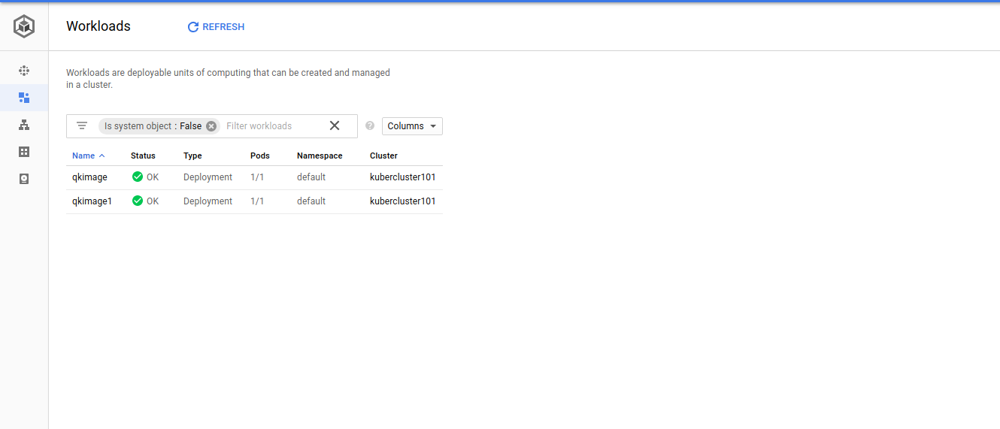 Workloads REFRESH
Workloads are deployable units of computing that can be created and managed
in a cluster.
Is system object : False Filter workloads Columns
Name Status Type Pods Namespace Cluster
qkimage OK Deployment 1/1 default kubercluster101
qkimage1 OK Deployment 1/1 default kubercluster101